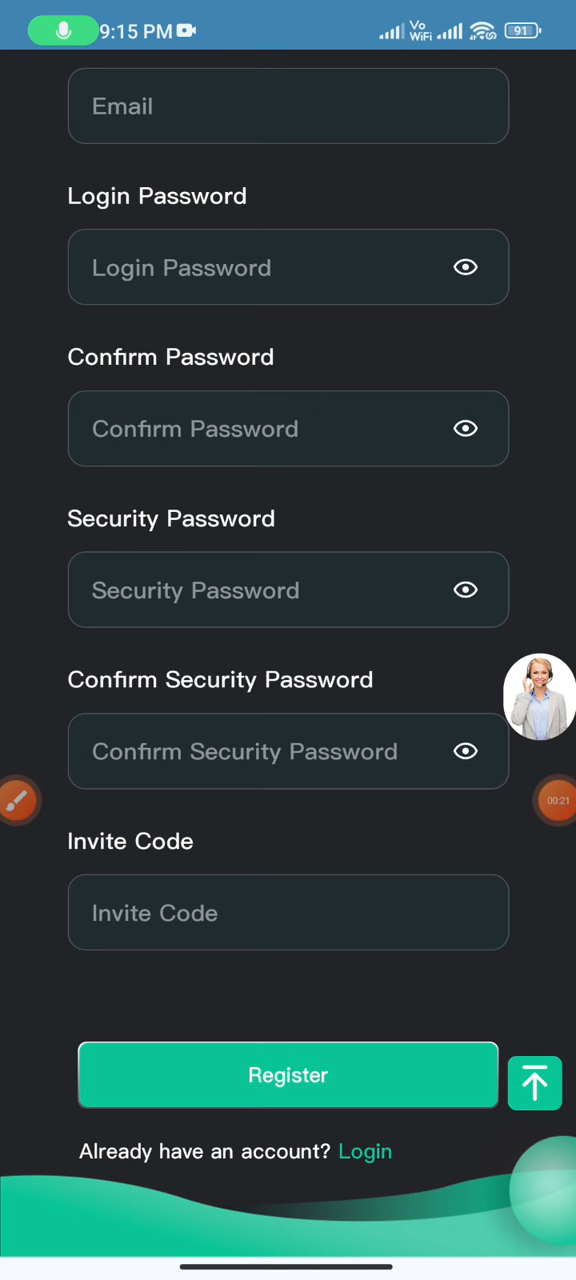 9:15 PM
Vo
WiFi
91
Email
Login Password
Login Password
Confirm Password
Confirm Password
Security Password
Security Password
Confirm Security Password
Confirm Security Password
00:21
Invite Code
Invite Code
Register
Already have an account? Login